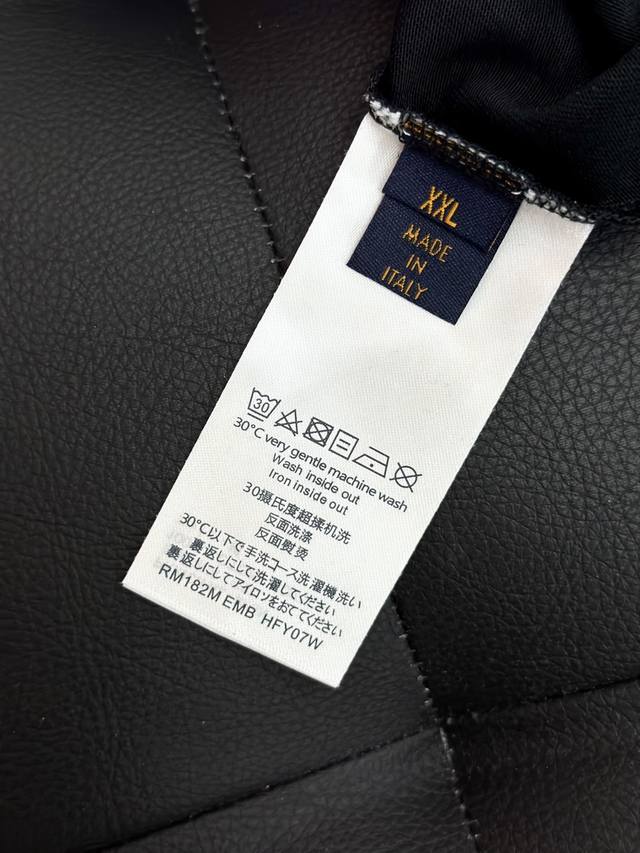 XXL
MADE
IN
ITALY
30
30°C very gentle machine wash
Wash inside out
Iron inside out
30摄氏度超揉机洗
反面洗涤
反面熨烫
30℃以下で手洗コース洗濯機洗い
裏返しにして洗濯してください
裏返しにしてアイロンをおてください
RM182M EMB HFY07W